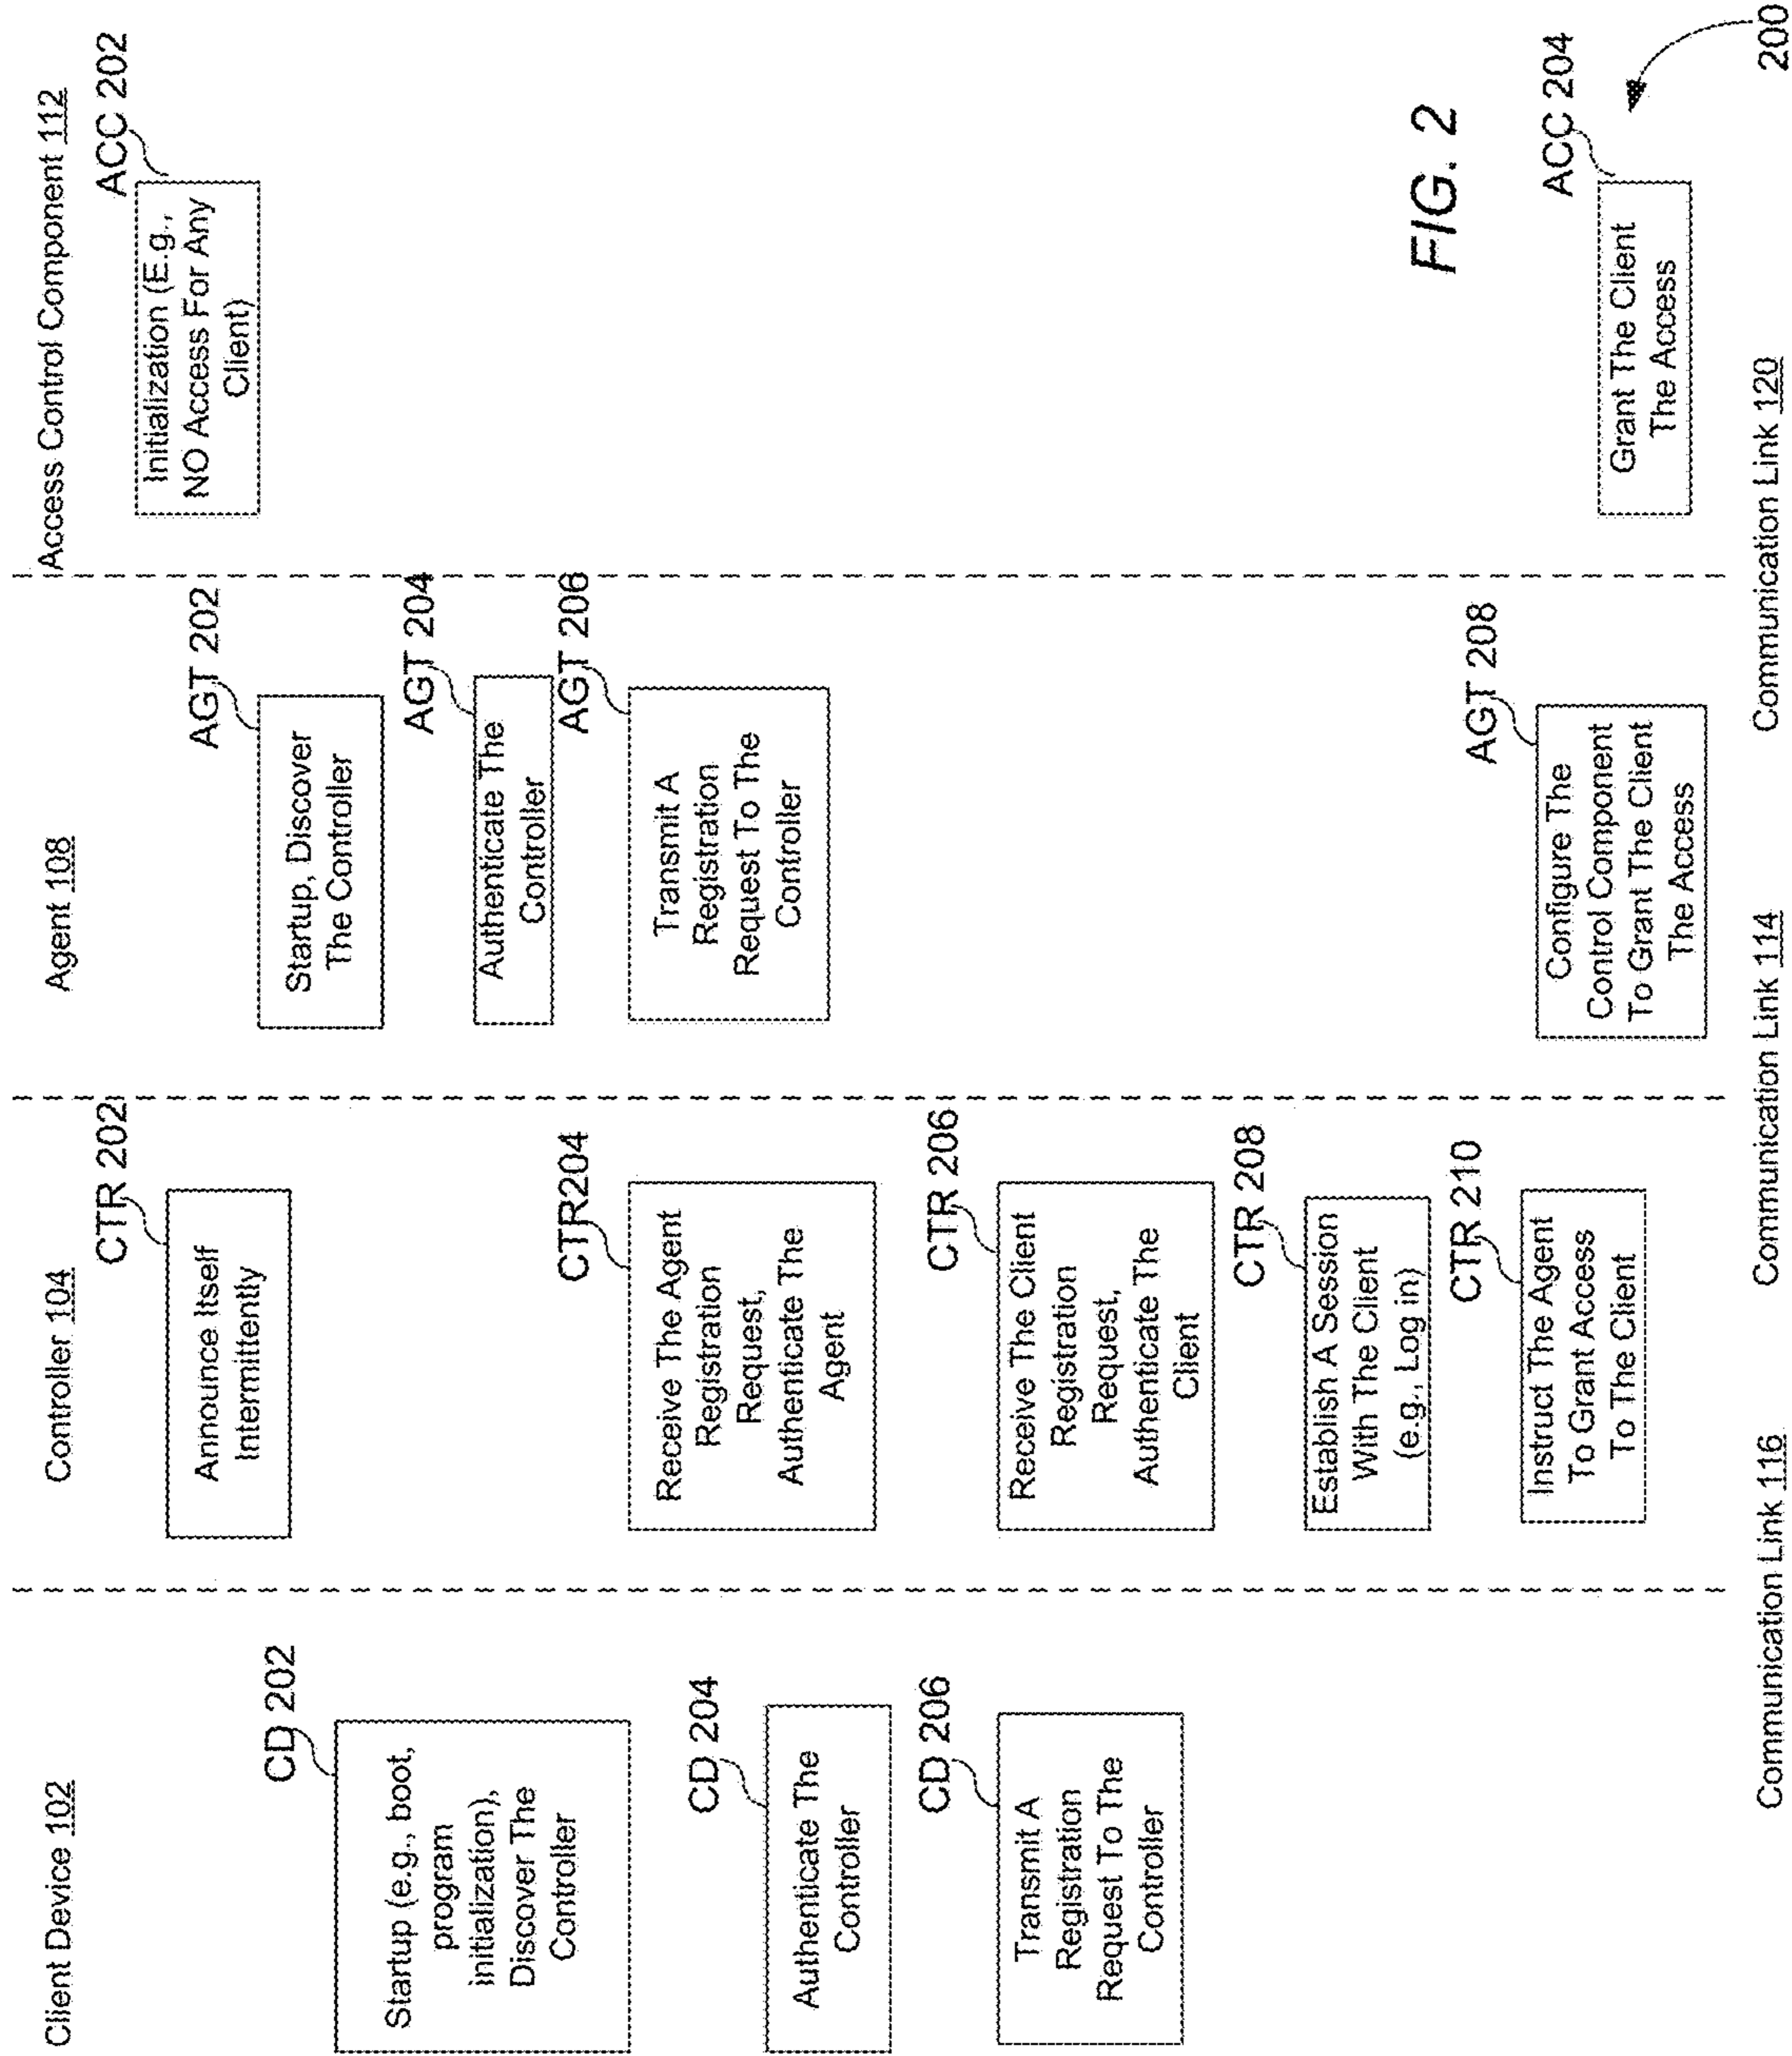 Client Device 102
Controller 104
Agent 108
Access Control Component 112
CD 202
Startup (e.g., boot,
program
initialization),
Discover The
Controller
CD 204
Authenticate The
Controller
CD 206
Transmit A
Registration
Request To The
Controller
CTR 202
Announce Itself
Intermittently
CTR204
Receive The Agent
Registration
Request,
Authenticate The
Agent
CTR 206
Receive The Client
Registration
Request,
Authenticate The
Client
CTR 208
Establish A Session
With The Client
(e.g., Log in)
CTR 210
Instruct The Agent
To Grant Access
To The Client
AGT 202
Startup, Discover
The Controller
AGT 204
Authenticate The
Controller
AGT 206
Transmit A
Registration
Request To The
Controller
AGT 208
Configure The
Control Component
To Grant The Client
The Access
ACC 202
Initialization (E.g.,
NO Access For Any
Client)
FIG. 2
ACC 204
Grant The Client
The Access
Communication Link 116
Communication Link 114
Communication Link 120
200